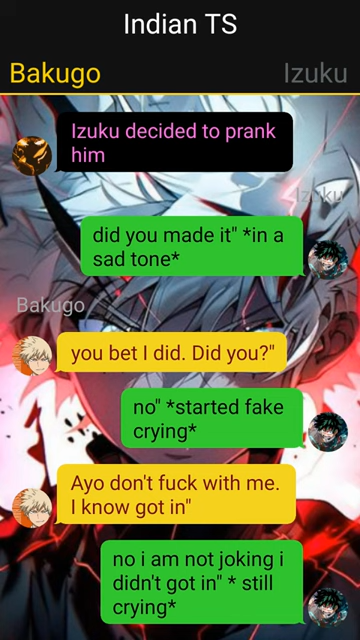 Indian TS
Bakugo Izuku
Izuku decided to prank
him
Izuku
did you made it" *in a
sad tone*
Bakugo
you bet I did. Did you?"
no" *started fake
crying*
Ayo don't fuck with me.
I know got in"
no i am not joking i
didn't got in" * still
crying*